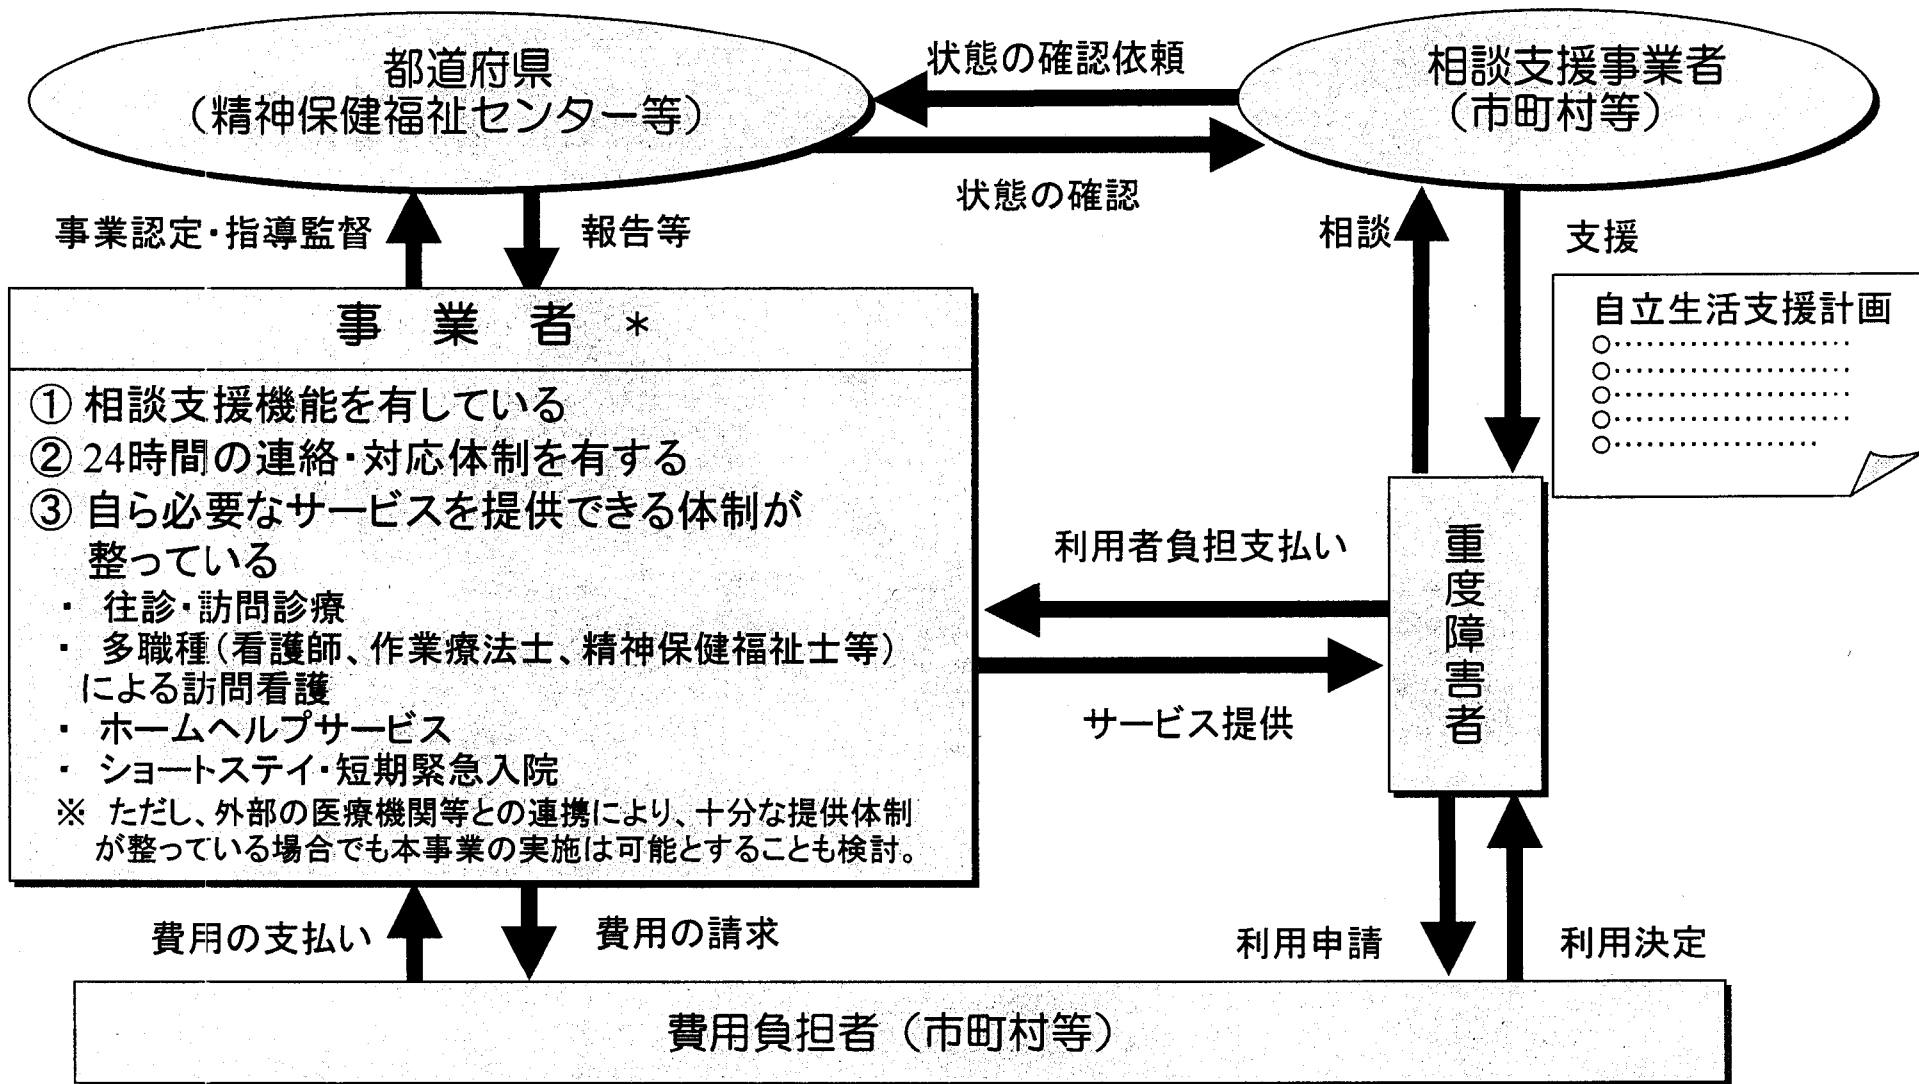 都道府県
（精神保健福祉センター等）
状態の確認依頼
相談支援事業者
（市町村等）
状態の確認
事業認定・指導監督
報告等
相談
支援
自立生活支援計画
○‥‥‥‥‥‥‥‥‥‥
○‥‥‥‥‥‥‥‥‥‥
○‥‥‥‥‥‥‥‥‥‥
○‥‥‥‥‥‥‥‥‥‥
○‥‥‥‥‥‥‥‥‥
事業者 *
① 相談支援機能を有している
② 24時間の連絡・対応体制を有する
③ 自ら必要なサービスを提供できる体制が
整っている
・ 往診・訪問診療
・ 多職種（看護師、作業療法士、精神保健福祉士等）
による訪問看護
・ ホームヘルプサービス
・ ショートステイ・短期緊急入院
※ ただし、外部の医療機関等との連携により、十分な提供体制
が整っている場合でも本事業の実施は可能とすることも検討。
利用者負担支払い
サービス提供
重度障害者
費用の支払い
費用の請求
利用申請
利用決定
費用負担者（市町村等）